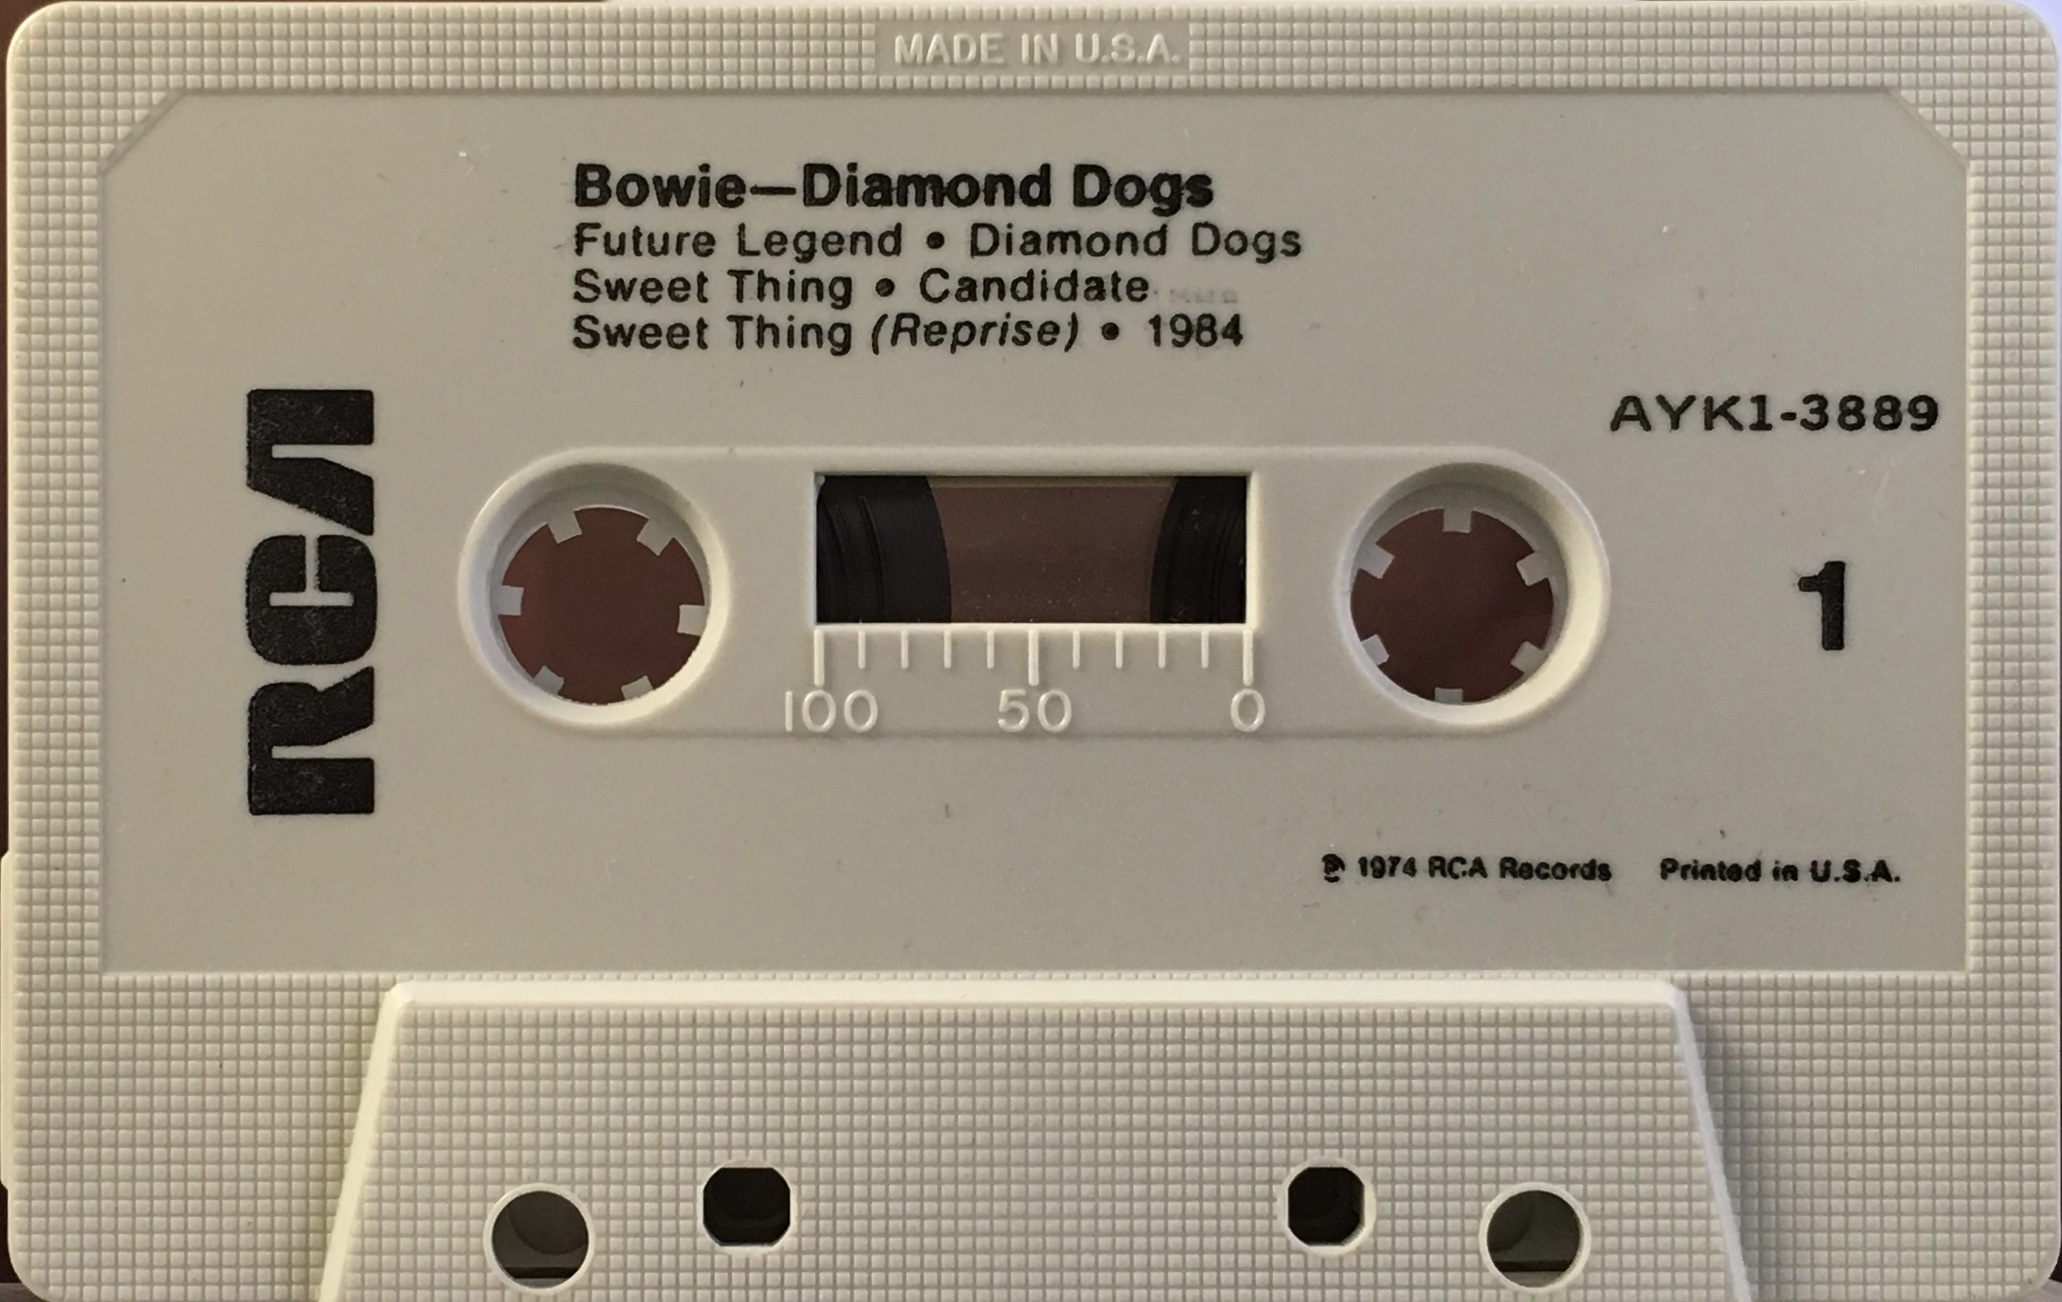 MADE IN U.S.A.
Bowie—Diamond Dogs
Future Legend • Diamond Dogs
Sweet Thing • Candidate
Sweet Thing (Reprise) • 1984
RCA
AYK1-3889
1
100 50 0
℗ 1974 RCA Records Printed in U.S.A.